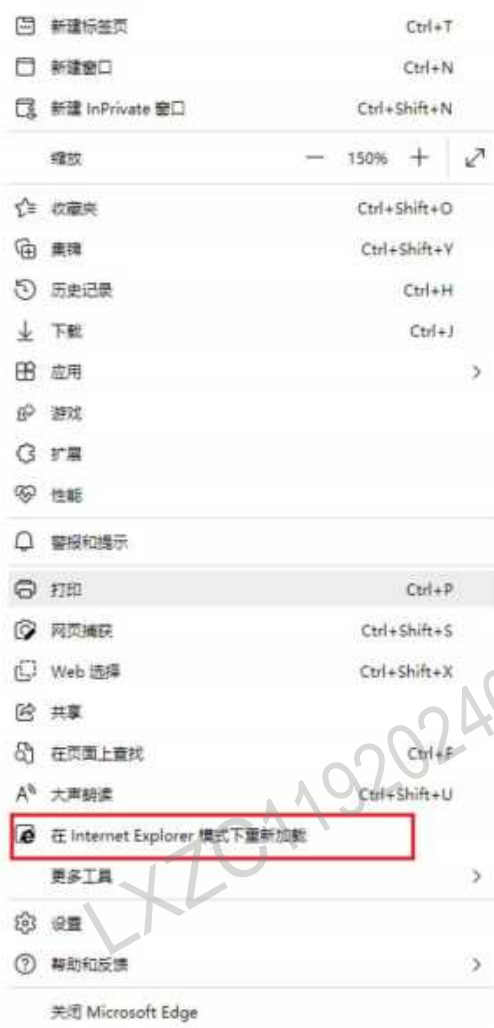 新建标签页 Ctrl+T
新建窗口 Ctrl+N
新建 InPrivate 窗口 Ctrl+Shift+N
缩放 — 150% +
收藏夹 Ctrl+Shift+O
集锦 Ctrl+Shift+Y
历史记录 Ctrl+H
下载 Ctrl+J
应用
游戏
扩展
性能
警报和提示
打印 Ctrl+P
网页捕获 Ctrl+Shift+S
Web 选择 Ctrl+Shift+X
共享
在页面上查找 Ctrl+F
大声朗读 Ctrl+Shift+U
在 Internet Explorer 模式下重新加载
更多工具
设置
帮助和反馈
关闭 Microsoft Edge
LXZC11920240